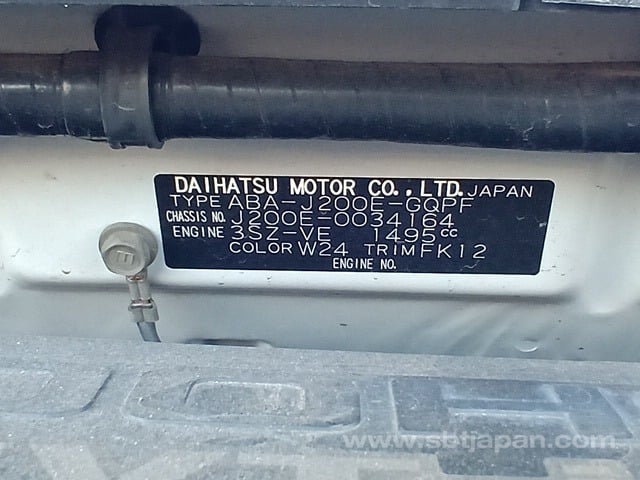 DAIHATSU MOTOR CO., LTD. JAPAN
TYPE ABA-J200E-GQPF
CHASSIS NO. J200E-0034164
ENGINE 3SZ-VE 1495cc
COLOR W24 TRIM FK12
ENGINE NO.
www.sbtjapan.com